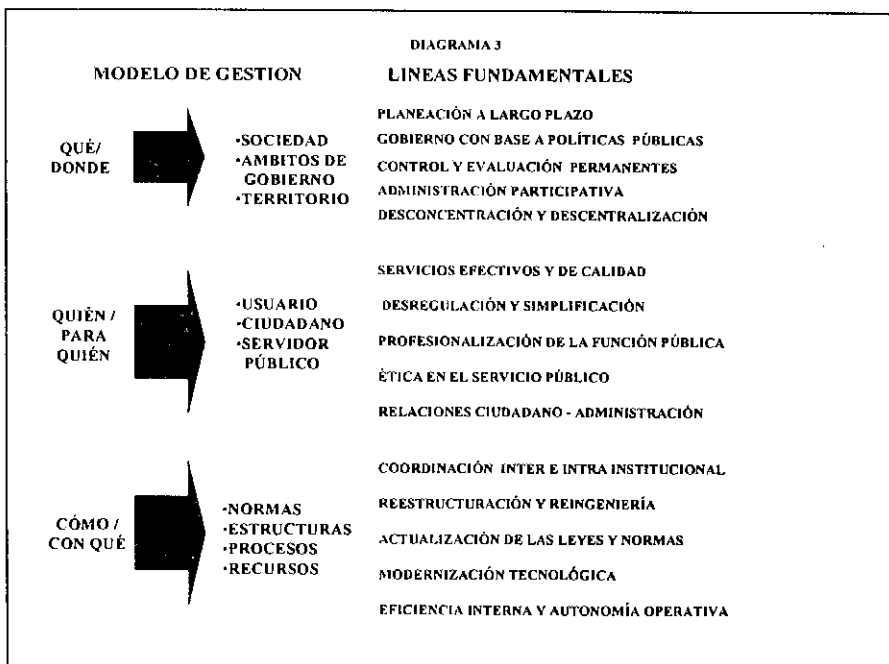 DIAGRAMA 3
MODELO DE GESTION
LINEAS FUNDAMENTALES
QUÉ/
DONDE
•SOCIEDAD
•AMBITOS DE
GOBIERNO
•TERRITORIO
PLANEACIÓN A LARGO PLAZO
GOBIERNO CON BASE A POLÍTICAS PÚBLICAS
CONTROL Y EVALUACIÓN PERMANENTES
ADMINISTRACIÓN PARTICIPATIVA
DESCONCENTRACIÓN Y DESCENTRALIZACIÓN
QUIÉN /
PARA
QUIÉN
•USUARIO
•CIUDADANO
•SERVIDOR
PÚBLICO
SERVICIOS EFECTIVOS Y DE CALIDAD
DESREGULACIÓN Y SIMPLIFICACIÓN
PROFESIONALIZACIÓN DE LA FUNCIÓN PÚBLICA
ÉTICA EN EL SERVICIO PÚBLICO
RELACIONES CIUDADANO - ADMINISTRACIÓN
CÓMO /
CON QUÉ
•NORMAS
•ESTRUCTURAS
•PROCESOS
•RECURSOS
COORDINACIÓN INTER E INTRA INSTITUCIONAL
REESTRUCTURACIÓN Y REINGENIERÍA
ACTUALIZACIÓN DE LAS LEYES Y NORMAS
MODERNIZACIÓN TECNOLÓGICA
EFICIENCIA INTERNA Y AUTONOMÍA OPERATIVA